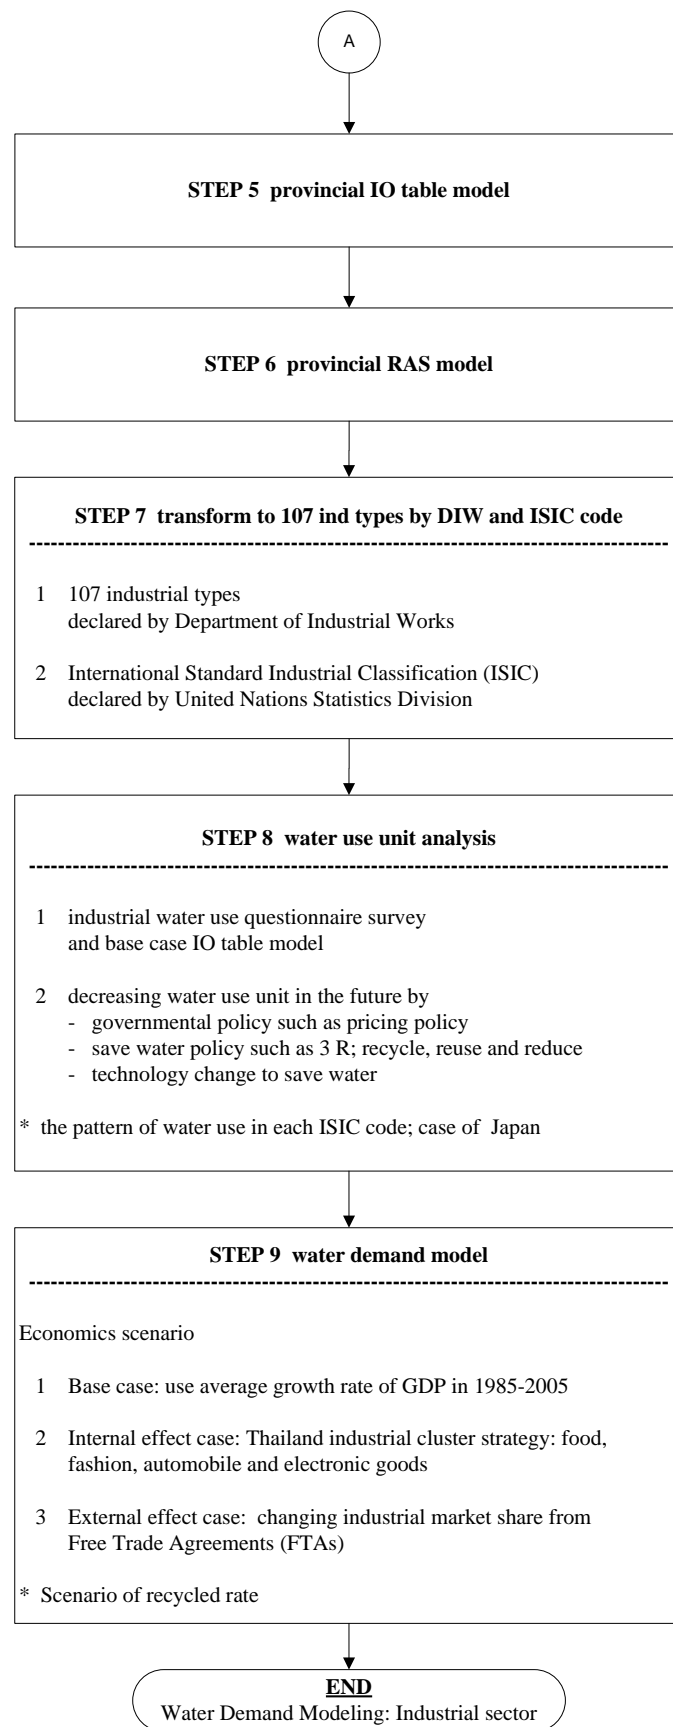 A
STEP 5 provincial IO table model
STEP 6 provincial RAS model
STEP 7 transform to 107 ind types by DIW and ISIC code
1 107 industrial types
declared by Department of Industrial Works
2 International Standard Industrial Classification (ISIC)
declared by United Nations Statistics Division
STEP 8 water use unit analysis
1 industrial water use questionnaire survey
and base case IO table model
2 decreasing water use unit in the future by
- governmental policy such as pricing policy
- save water policy such as 3 R; recycle, reuse and reduce
- technology change to save water
* the pattern of water use in each ISIC code; case of Japan
STEP 9 water demand model
Economics scenario
1 Base case: use average growth rate of GDP in 1985-2005
2 Internal effect case: Thailand industrial cluster strategy: food,
fashion, automobile and electronic goods
3 External effect case: changing industrial market share from
Free Trade Agreements (FTAs)
* Scenario of recycled rate
END
Water Demand Modeling: Industrial sector